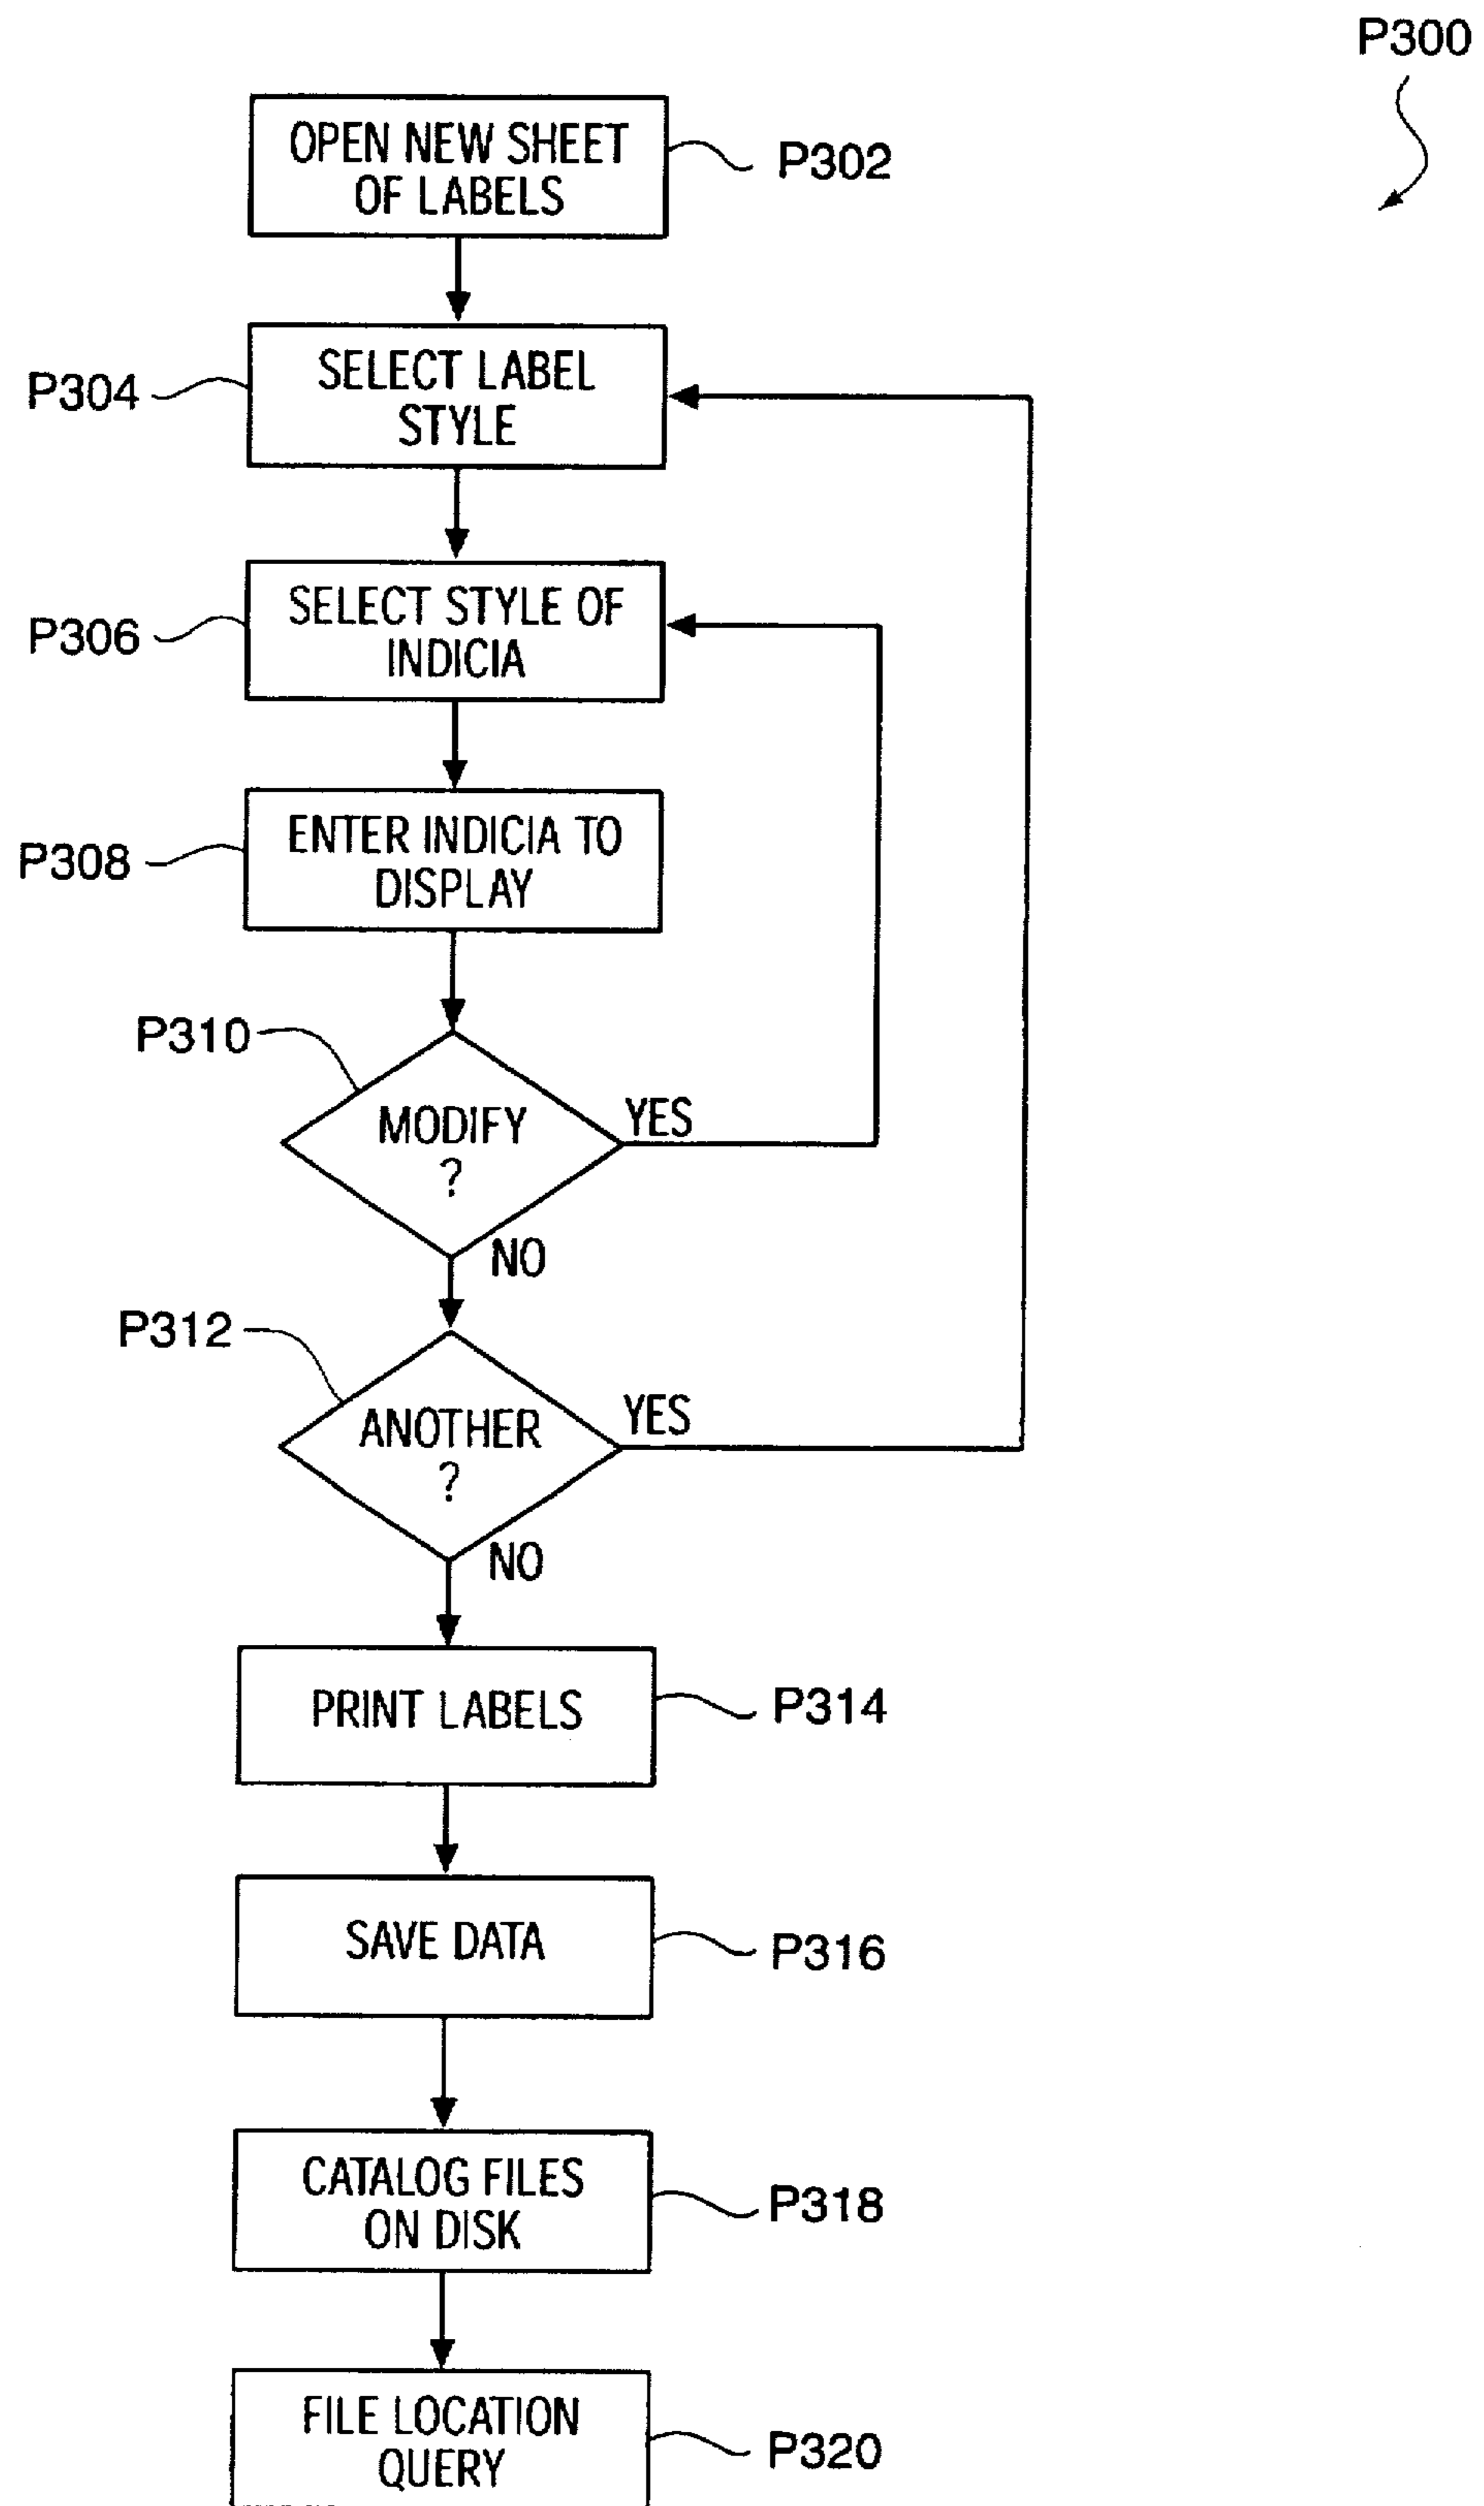 P300
OPEN NEW SHEET
OF LABELS
P302
SELECT LABEL
STYLE
P304
SELECT STYLE OF
INDICIA
P306
ENTER INDICIA TO
DISPLAY
P308
P310
MODIFY
?
YES
NO
P312
ANOTHER
?
YES
NO
PRINT LABELS
P314
SAVE DATA
P316
CATALOG FILES
ON DISK
P318
FILE LOCATION
QUERY
P320